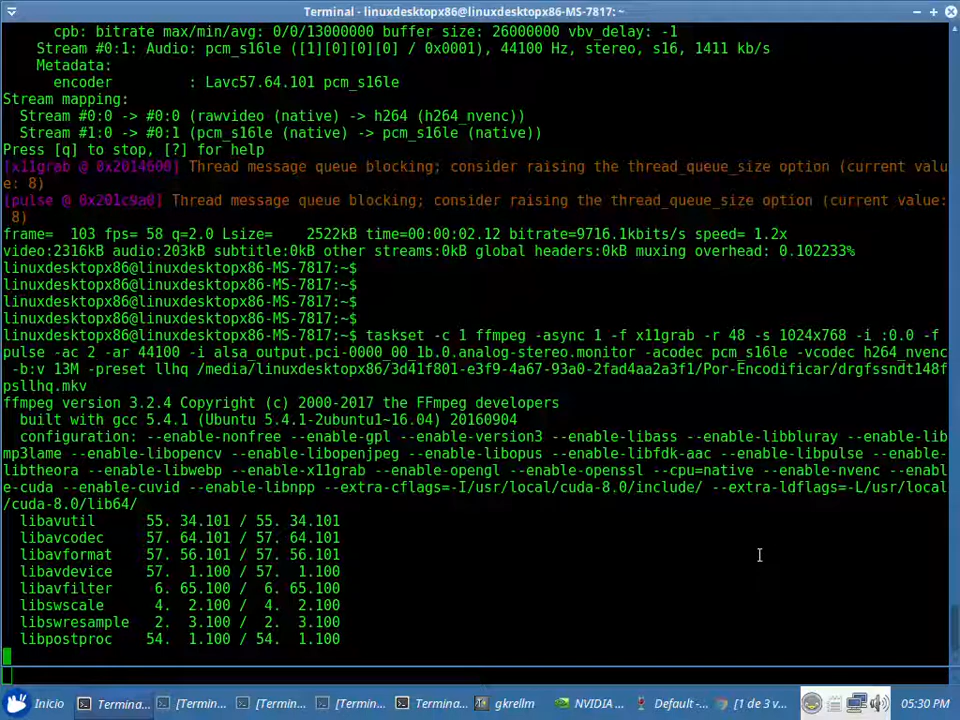 Terminal - linuxdesktopx86@linuxdesktopx86-MS-7817: ~
cpb: bitrate max/min/avg: 0/0/13000000 buffer size: 26000000 vbv_delay: -1
Stream #0:1: Audio: pcm_s16le ([1][0][0][0] / 0x0001), 44100 Hz, stereo, s16, 1411 kb/s
Metadata:
encoder : Lavc57.64.101 pcm_s16le
Stream mapping:
Stream #0:0 -> #0:0 (rawvideo (native) -> h264 (h264_nvenc))
Stream #1:0 -> #0:1 (pcm_s16le (native) -> pcm_s16le (native))
Press [q] to stop, [?] for help
[x11grab @ 0x2014600] Thread message queue blocking; consider raising the thread_queue_size option (current valu
e: 8)
[pulse @ 0x201c9a0] Thread message queue blocking; consider raising the thread_queue_size option (current value:
8)
frame= 103 fps= 58 q=2.0 Lsize= 2522kB time=00:00:02.12 bitrate=9716.1kbits/s speed= 1.2x
video:2316kB audio:203kB subtitle:0kB other streams:0kB global headers:0kB muxing overhead: 0.102233%
linuxdesktopx86@linuxdesktopx86-MS-7817:~$
linuxdesktopx86@linuxdesktopx86-MS-7817:~$
linuxdesktopx86@linuxdesktopx86-MS-7817:~$
linuxdesktopx86@linuxdesktopx86-MS-7817:~$
linuxdesktopx86@linuxdesktopx86-MS-7817:~$ taskset -c 1 ffmpeg -async 1 -f x11grab -r 48 -s 1024x768 -i :0.0 -f
pulse -ac 2 -ar 44100 -i alsa_output.pci-0000_00_1b.0.analog-stereo.monitor -acodec pcm_s16le -vcodec h264_nvenc
-b:v 13M -preset llhq /media/linuxdesktopx86/3d41f801-e3f9-4a67-93a0-2fad4aa2a3f1/Por-Encodificar/drgfssndt148f
psllhq.mkv
ffmpeg version 3.2.4 Copyright (c) 2000-2017 the FFmpeg developers
built with gcc 5.4.1 (Ubuntu 5.4.1-2ubuntu1~16.04) 20160904
configuration: --enable-nonfree --enable-gpl --enable-version3 --enable-libass --enable-libbluray --enable-lib
mp3lame --enable-libopencv --enable-libopenjpeg --enable-libopus --enable-libfdk-aac --enable-libpulse --enable-
libtheora --enable-libwebp --enable-x11grab --enable-opengl --enable-openssl --cpu=native --enable-nvenc --enabl
e-cuda --enable-cuvid --enable-libnpp --extra-cflags=-I/usr/local/cuda-8.0/include/ --extra-ldflags=-L/usr/local
/cuda-8.0/lib64/
libavutil 55. 34.101 / 55. 34.101
libavcodec 57. 64.101 / 57. 64.101
libavformat 57. 56.101 / 57. 56.101
libavdevice 57. 1.100 / 57. 1.100
libavfilter 6. 65.100 / 6. 65.100
libswscale 4. 2.100 / 4. 2.100
libswresample 2. 3.100 / 2. 3.100
libpostproc 54. 1.100 / 54. 1.100
Inicio Termina... [Termin... [Termin... [Termin... Termina... gkrellm NVIDIA ... Default -... [1 de 3 v... 05:30 PM